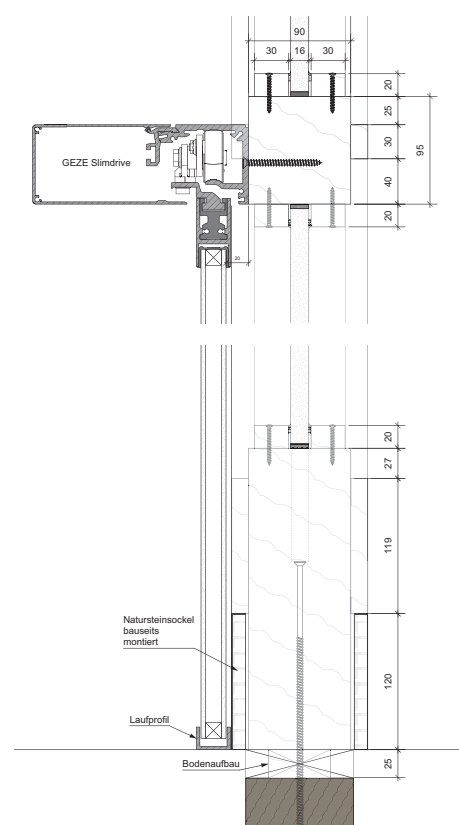 90
30 16 30
20
25
30
95
40
20
GEZE Slimdrive
20
20
27
119
Natursteinsockel
bauseits
montiert
120
Laufprofil
Bodenaufbau
25